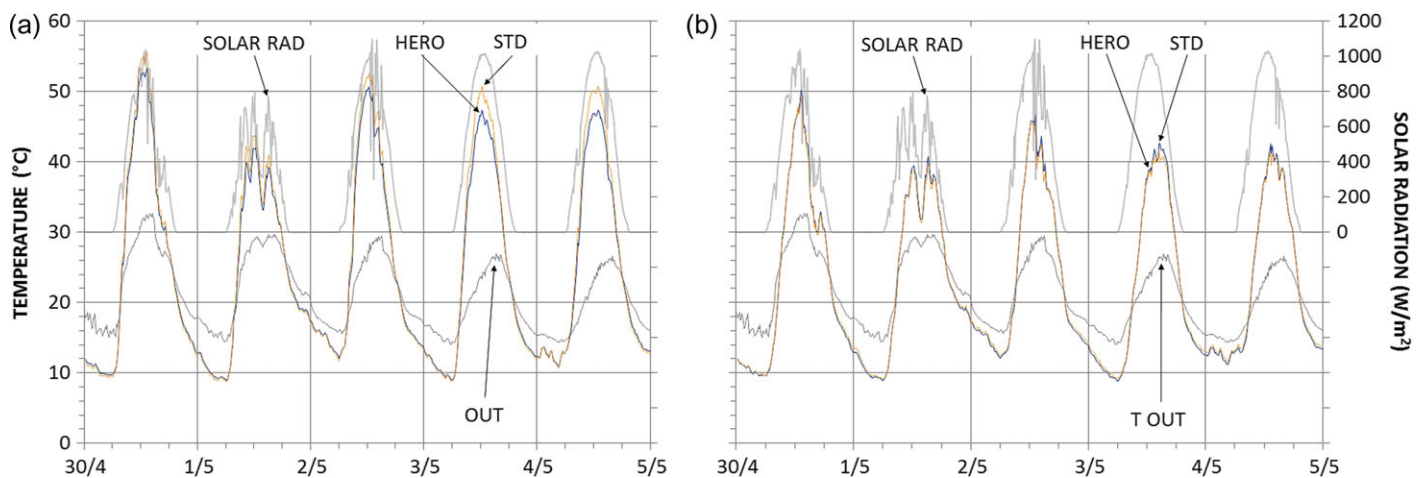 (a)
60
50
40
30
20
10
0
TEMPERATURE (°C)
SOLAR RAD
HERO
STD
OUT
30/4 1/5 2/5 3/5 4/5 5/5
(b)
SOLAR RAD
HERO
STD
T OUT
30/4 1/5 2/5 3/5 4/5 5/5
1200
1000
800
600
400
200
0
SOLAR RADIATION (W/m²)